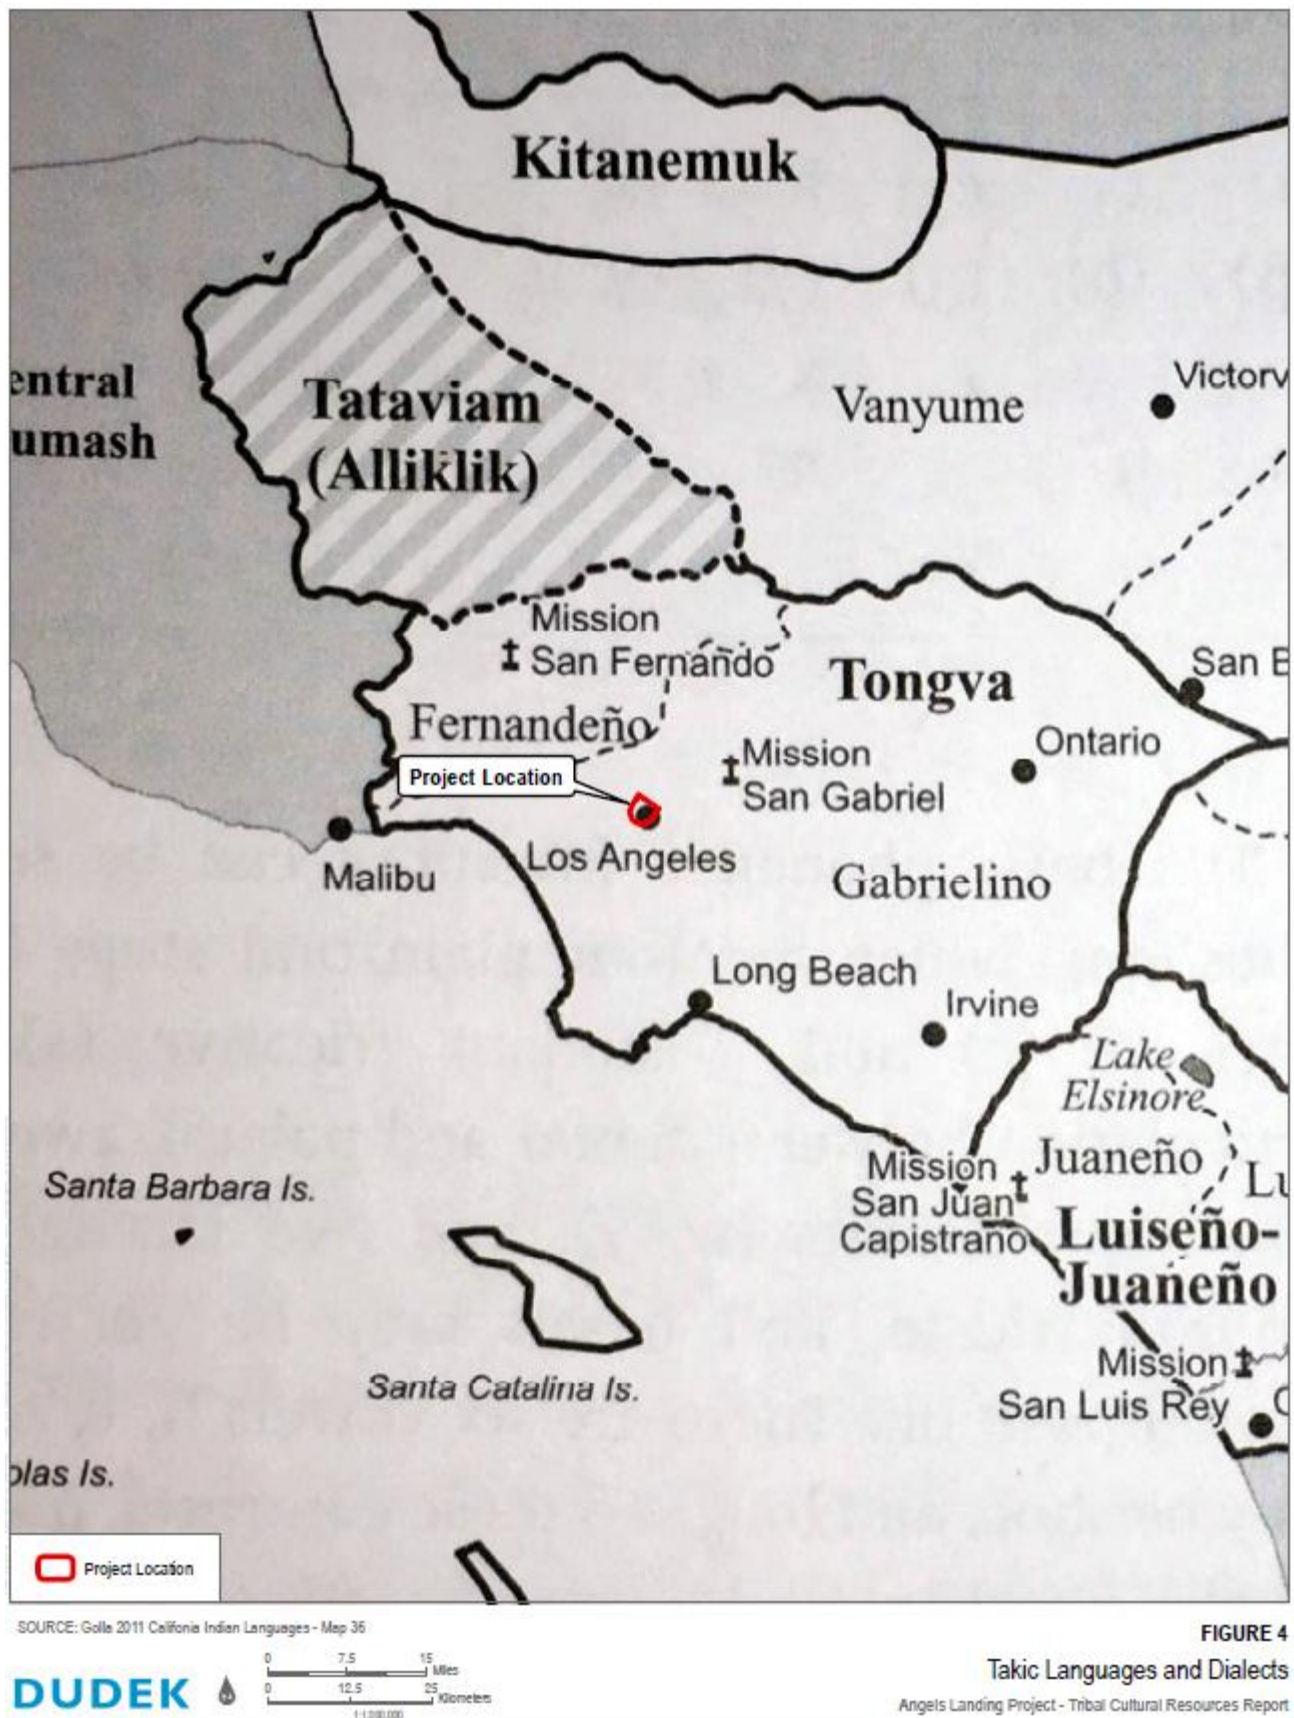 Kitanemuk
Victorv
entral
umash
Tataviam
(Alliklik)
Vanyume
Mission
San Fernando
Tongva
San B
Fernandeño
Project Location
Mission
San Gabriel
Ontario
Los Angeles
Malibu
Gabrielino
Long Beach
Irvine
Lake
Elsinore
Mission
San Juan
Capistrano
Juaneño
Lu
Luiseño-
Juaneño
Santa Barbara Is.
Santa Catalina Is.
Mission
San Luis Rey
C
olas Is.
Project Location
SOURCE: Golla 2011 Califonia Indian Languages - Map 36
FIGURE 4
Takic Languages and Dialects
Angels Landing Project - Tribal Cultural Resources Report
DUDEK
0 7.5 15
Miles
0 12.5 25
Kilometers